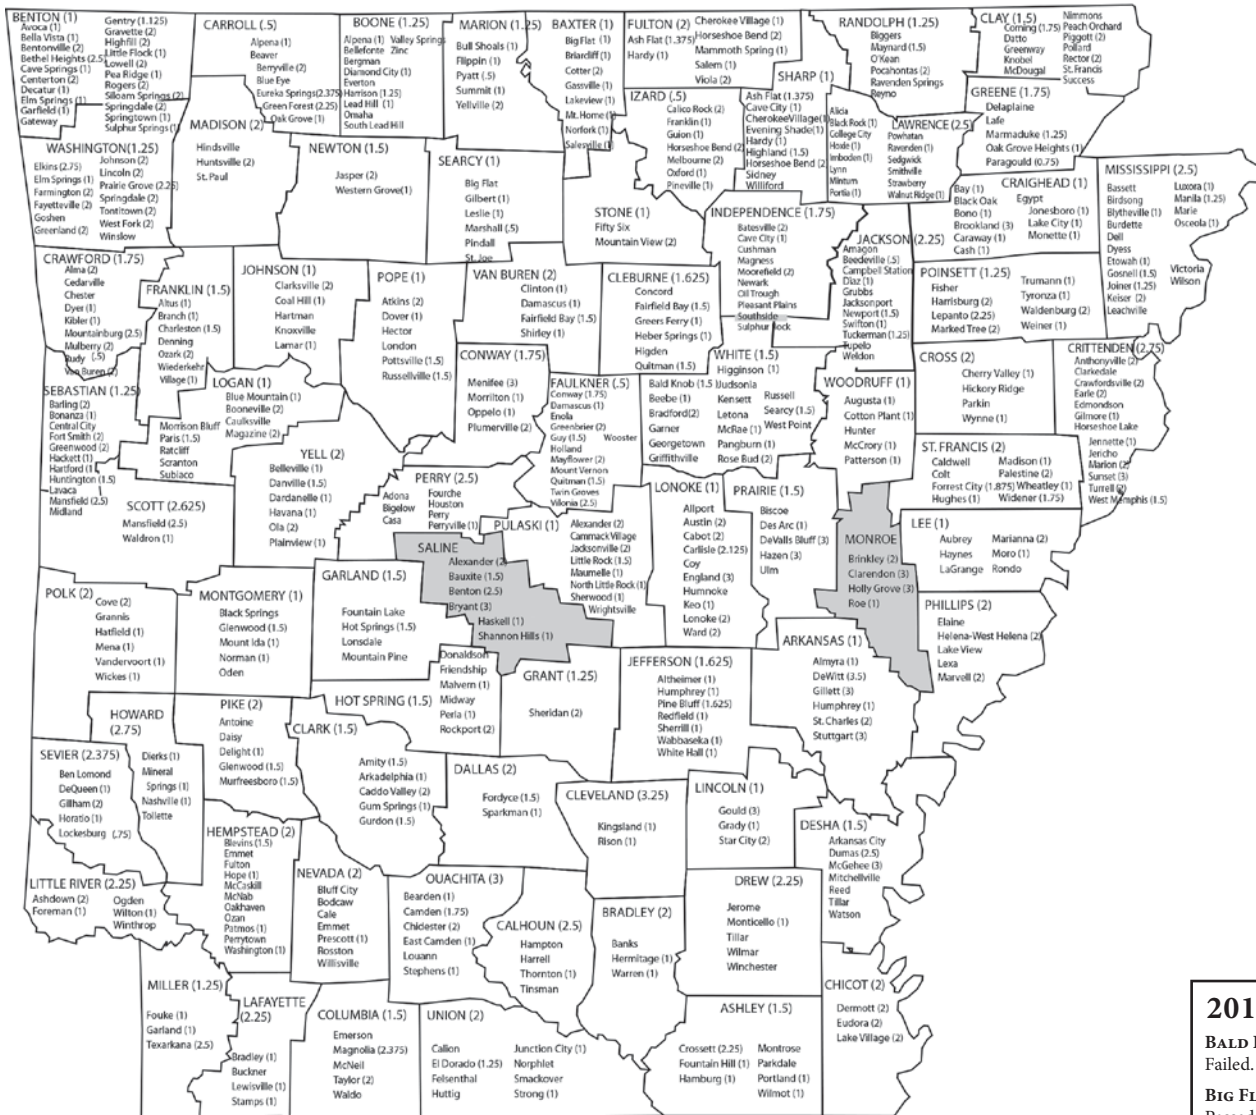 BENTON (1)
Avoca (1)
Bella Vista (1)
Bentonville (2)
Bethel Heights (2.5)
Cave Springs (1)
Centerton (2)
Decatur (1)
Elm Springs (1)
Garfield (1)
Gateway
Gentry (1.125)
Gravette (2)
Highfill (2)
Little Flock (1)
Lowell (2)
Pea Ridge (1)
Rogers (2)
Siloam Springs (2)
Springdale (2)
Springtown (1)
Sulphur Springs (1)
CARROLL (.5)
Alpena (1)
Beaver
Berryville (2)
Blue Eye
Eureka Springs(2.375)
Green Forest (2.25)
Oak Grove (1)
BOONE (1.25)
Alpena (1)
Bellefonte
Bergman
Diamond City (1)
Everton
Harrison (1.25)
Lead Hill (1)
Omaha
South Lead Hill
Valley Springs
Zinc
MARION (1.25)
Bull Shoals (1)
Flippin (1)
Pyatt (.5)
Summit (1)
Yellville (2)
BAXTER (1)
Big Flat (1)
Briarcliff (1)
Cotter (2)
Gassville (1)
Lakeview (1)
Mt. Home (1)
Norfork (1)
Salesville (1)
FULTON (2)
Ash Flat (1.375)
Hardy (1)
Cherokee Village (1)
Horseshoe Bend (2)
Mammoth Spring (1)
Salem (1)
Viola (2)
SHARP (1)
Ash Flat (1.375)
Cave City (1)
CherokeeVillage(1)
Evening Shade(1)
Hardy (1)
Highland (1.5)
Horseshoe Bend (2)
Sidney
Williford
RANDOLPH (1.25)
Biggers
Maynard (1.5)
O'Kean
Pocahontas (2)
Ravenden Springs
Reyno
CLAY (1.5)
Corning (1.75)
Datto
Greenway
Knobel
McDougal
Nimmons
Peach Orchard
Piggott (2)
Pollard
Rector (2)
St. Francis
Success
GREENE (1.75)
Delaplaine
Lafe
Marmaduke (1.25)
Oak Grove Heights (1)
Paragould (0.75)
MADISON (2)
Hindsville
Huntsville (2)
St. Paul
WASHINGTON(1.25)
Elkins (2.75)
Elm Springs (1)
Farmington (2)
Fayetteville (2)
Goshen
Greenland (2)
Johnson (2)
Lincoln (2)
Prairie Grove (2.25)
Springdale (2)
Tontitown (2)
West Fork (2)
Winslow
NEWTON (1.5)
Jasper (2)
Western Grove(1)
SEARCY (1)
Big Flat
Gilbert (1)
Leslie (1)
Marshall (.5)
Pindall
St. Joe
IZARD (.5)
Calico Rock (2)
Franklin (1)
Guion (1)
Horseshoe Bend (2)
Melbourne (2)
Oxford (1)
Pineville (1)
LAWRENCE (2.5)
Alicia
Black Rock (1)
College City
Hoxie (1)
Imboden (1)
Lynn
Minturn
Portia (1)
Powhatan
Ravenden (1)
Sedgwick
Smithville
Strawberry
Walnut Ridge (1)
CRAIGHEAD (1)
Bay (1)
Black Oak
Bono (1)
Brookland (3)
Caraway (1)
Cash (1)
Egypt
Jonesboro (1)
Lake City (1)
Monette (1)
MISSISSIPPI (2.5)
Bassett
Birdsong
Blytheville (1)
Burdette
Dell
Dyess
Etowah (1)
Gosnell (1.5)
Joiner (1.25)
Keiser (2)
Leachville
Luxora (1)
Manila (1.25)
Marie
Osceola (1)
Victoria
Wilson
STONE (1)
Fifty Six
Mountain View (2)
INDEPENDENCE (1.75)
Batesville (2)
Cave City (1)
Cushman
Magness
Moorefield (2)
Newark
Oil Trough
Pleasant Plains
Southside
Sulphur Rock
JACKSON (2.25)
Amagon
Beedeville (.5)
Campbell Station
Diaz (1)
Grubbs
Jacksonport
Newport (1.5)
Swifton (1)
Tuckerman (1.25)
Tupelo
Weldon
POINSETT (1.25)
Fisher
Harrisburg (2)
Lepanto (2.25)
Marked Tree (2)
Trumann (1)
Tyronza (1)
Waldenburg (2)
Weiner (1)
CRAWFORD (1.75)
Alma (2)
Cedarville
Chester
Dyer (1)
Kibler (1)
Mountainburg (2.5)
Mulberry (2)
Rudy (.5)
Van Buren (2)
FRANKLIN (1.5)
Altus (1)
Branch (1)
Charleston (1.5)
Denning
Ozark (2)
Wiederkehr
Village (1)
JOHNSON (1)
Clarksville (2)
Coal Hill (1)
Hartman
Knoxville
Lamar (1)
POPE (1)
Atkins (2)
Dover (1)
Hector
London
Pottsville (1.5)
Russellville (1.5)
VAN BUREN (2)
Clinton (1)
Damascus (1)
Fairfield Bay (1.5)
Shirley (1)
CLEBURNE (1.625)
Concord
Fairfield Bay (1.5)
Greers Ferry (1)
Heber Springs (1)
Higden
Quitman (1.5)
SEBASTIAN (1.25)
Barling (2)
Bonanza (1)
Central City
Fort Smith (2)
Greenwood (2)
Hackett (1)
Hartford (1)
Huntington (1.5)
Lavaca
Mansfield (2.5)
Midland
LOGAN (1)
Blue Mountain (1)
Booneville (2)
Caulksville
Magazine (2)
Morrison Bluff
Paris (1.5)
Ratcliff
Scranton
Subiaco
CONWAY (1.75)
Menifee (3)
Morrilton (1)
Oppelo (1)
Plumerville (2)
FAULKNER (.5)
Conway (1.75)
Damascus (1)
Enola
Greenbrier (2)
Guy (1.5)
Holland
Mayflower (2)
Mount Vernon
Quitman (1.5)
Twin Groves
Vilonia (2.5)
Wooster
WHITE (1.5)
Bald Knob (1.5)
Beebe (1)
Bradford(2)
Garner
Georgetown
Griffithville
Higginson (1)
Judsonia
Kensett
Letona
McRae (1)
Pangburn (1)
Rose Bud (2)
Russell
Searcy (1.5)
West Point
WOODRUFF (1)
Augusta (1)
Cotton Plant (1)
Hunter
McCrory (1)
Patterson (1)
CROSS (2)
Cherry Valley (1)
Hickory Ridge
Parkin
Wynne (1)
CRITTENDEN (2.75)
Anthonyville (2)
Clarkedale
Crawfordsville (2)
Earle (2)
Edmondson
Gilmore (1)
Horseshoe Lake
Jennette (1)
Jericho
Marion (2)
Sunset (3)
Turrell (2)
West Memphis (1.5)
ST. FRANCIS (2)
Caldwell
Colt
Forrest City (1.875)
Hughes (1)
Madison (1)
Palestine (2)
Wheatley (1)
Widener (1.75)
SCOTT (2.625)
Mansfield (2.5)
Waldron (1)
YELL (2)
Belleville (1)
Danville (1.5)
Dardanelle (1)
Havana (1)
Ola (2)
Plainview (1)
PERRY (2.5)
Adona
Bigelow
Casa
Fourche
Houston
Perry
Perryville (1)
PULASKI (1)
Alexander (2)
Cammack Village
Jacksonville (2)
Little Rock (1.5)
Maumelle (1)
North Little Rock (1)
Sherwood (1)
Wrightsville
LONOKE (1)
Allport
Austin (2)
Cabot (2)
Carlisle (2.125)
Coy
England (3)
Humnoke
Keo (1)
Lonoke (2)
Ward (2)
PRAIRIE (1.5)
Biscoe
Des Arc (1)
DeValls Bluff (3)
Hazen (3)
Ulm
MONROE
Brinkley (2)
Clarendon (3)
Holly Grove (3)
Roe (1)
LEE (1)
Aubrey
Haynes
LaGrange
Marianna (2)
Moro (1)
Rondo
PHILLIPS (2)
Elaine
Helena-West Helena (2)
Lake View
Lexa
Marvell (2)
SALINE
Alexander (2)
Bauxite (1.5)
Benton (2.5)
Bryant (3)
Haskell (1)
Shannon Hills (1)
POLK (2)
Cove (2)
Grannis
Hatfield (1)
Mena (1)
Vandervoort (1)
Wickes (1)
MONTGOMERY (1)
Black Springs
Glenwood (1.5)
Mount Ida (1)
Norman (1)
Oden
GARLAND (1.5)
Fountain Lake
Hot Springs (1.5)
Lonsdale
Mountain Pine
HOT SPRING (1.5)
Donaldson
Friendship
Malvern (1)
Midway
Perla (1)
Rockport (2)
GRANT (1.25)
Sheridan (2)
JEFFERSON (1.625)
Altheimer (1)
Humphrey (1)
Pine Bluff (1.625)
Redfield (1)
Sherrill (1)
Wabbaseka (1)
White Hall (1)
ARKANSAS (1)
Almyra (1)
DeWitt (3.5)
Gillett (3)
Humphrey (1)
St. Charles (2)
Stuttgart (3)
HOWARD
(2.75)
Dierks (1)
Mineral
Springs (1)
Nashville (1)
Tollette
PIKE (2)
Antoine
Daisy
Delight (1)
Glenwood (1.5)
Murfreesboro (1.5)
CLARK (1.5)
Amity (1.5)
Arkadelphia (1)
Caddo Valley (2)
Gum Springs (1)
Gurdon (1.5)
SEVIER (2.375)
Ben Lomond
DeQueen (1)
Gillham (2)
Horatio (1)
Lockesburg (.75)
DALLAS (2)
Fordyce (1.5)
Sparkman (1)
CLEVELAND (3.25)
Kingsland (1)
Rison (1)
LINCOLN (1)
Gould (3)
Grady (1)
Star City (2)
DESHA (1.5)
Arkansas City
Dumas (2.5)
McGehee (3)
Mitchellville
Reed
Tillar
Watson
HEMPSTEAD (2)
Blevins (1.5)
Emmet
Fulton
Hope (1)
McCaskill
McNab
Oakhaven
Ozan
Patmos (1)
Perrytown
Washington (1)
NEVADA (2)
Bluff City
Bodcaw
Cale
Emmet
Prescott (1)
Rosston
Willisville
OUACHITA (3)
Bearden (1)
Camden (1.75)
Chidester (2)
East Camden (1)
Louann
Stephens (1)
CALHOUN (2.5)
Hampton
Harrell
Thornton (1)
Tinsman
BRADLEY (2)
Banks
Hermitage (1)
Warren (1)
DREW (2.25)
Jerome
Monticello (1)
Tillar
Wilmar
Winchester
LITTLE RIVER (2.25)
Ashdown (2)
Foreman (1)
Ogden
Wilton (1)
Winthrop
MILLER (1.25)
Fouke (1)
Garland (1)
Texarkana (2.5)
LAFAYETTE
(2.25)
Bradley (1)
Buckner
Lewisville (1)
Stamps (1)
COLUMBIA (1.5)
Emerson
Magnolia (2.375)
McNeil
Taylor (2)
Waldo
UNION (2)
Calion
El Dorado (1.25)
Felsenthal
Huttig
Junction City (1)
Norphlet
Smackover
Strong (1)
ASHLEY (1.5)
Crossett (2.25)
Fountain Hill (1)
Hamburg (1)
Montrose
Parkdale
Portland (1)
Wilmot (1)
CHICOT (2)
Dermott (2)
Eudora (2)
Lake Village (2)
201
BALD
Failed.
BIG